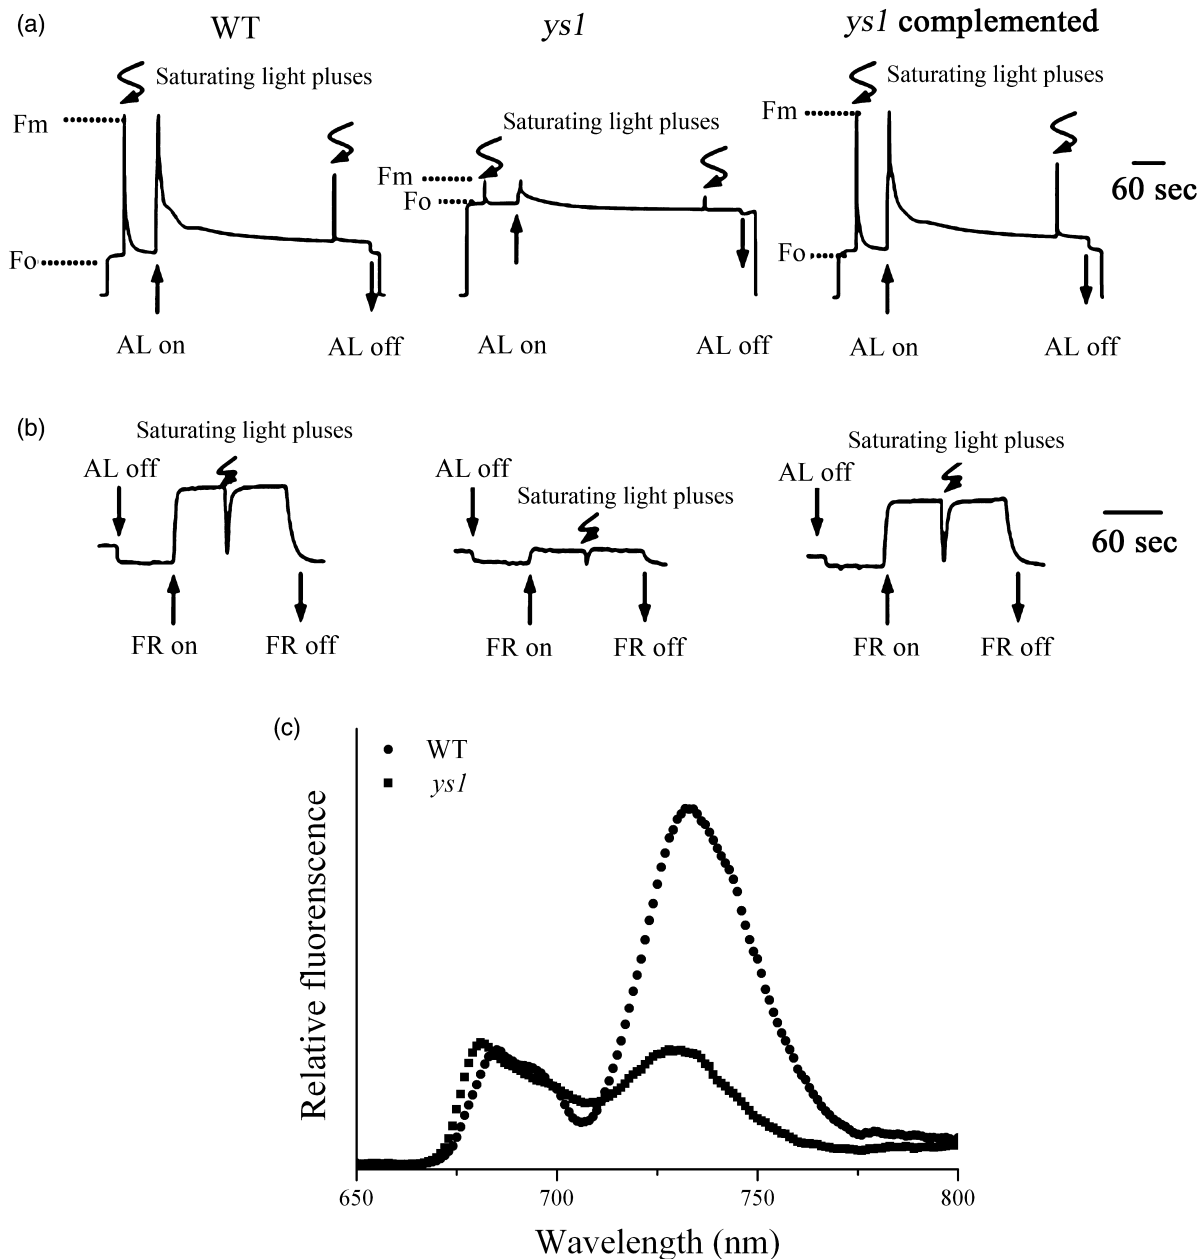 (a)
WT
ys1
ys1 complemented
Saturating light pluses
Saturating light pluses
Saturating light pluses
Fm
Fo
Fm
Fo
Fm
Fo
60 sec
AL on
AL off
AL on
AL off
AL on
AL off
(b)
Saturating light pluses
Saturating light pluses
Saturating light pluses
AL off
AL off
AL off
60 sec
FR on
FR off
FR on
FR off
FR on
FR off
(c)
WT
ys1
Relative fluorenscence
650
700
750
800
Wavelength (nm)